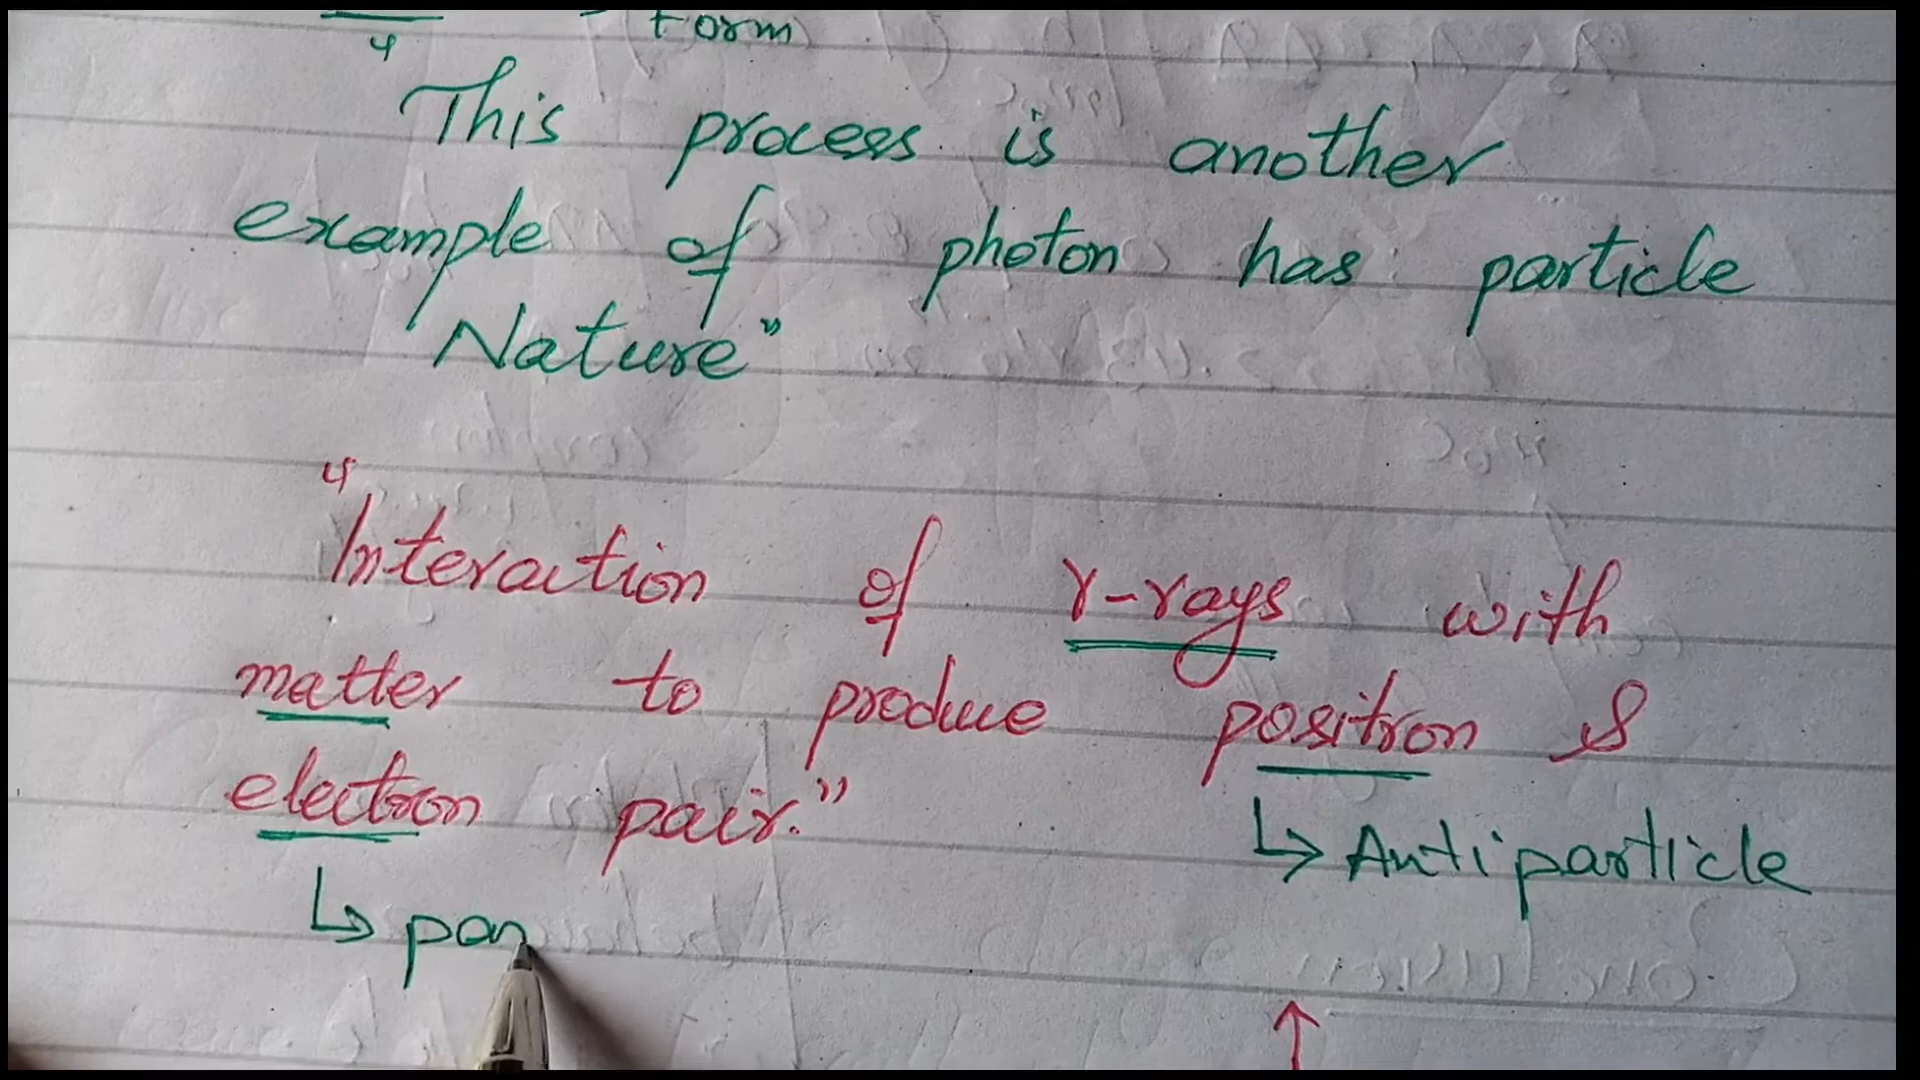 Form
"This process is another
example of photon has particle
Nature"
"Interaction of γ-rays with
matter to produce positron &
electron pair."
↳ Antiparticle
↳ par